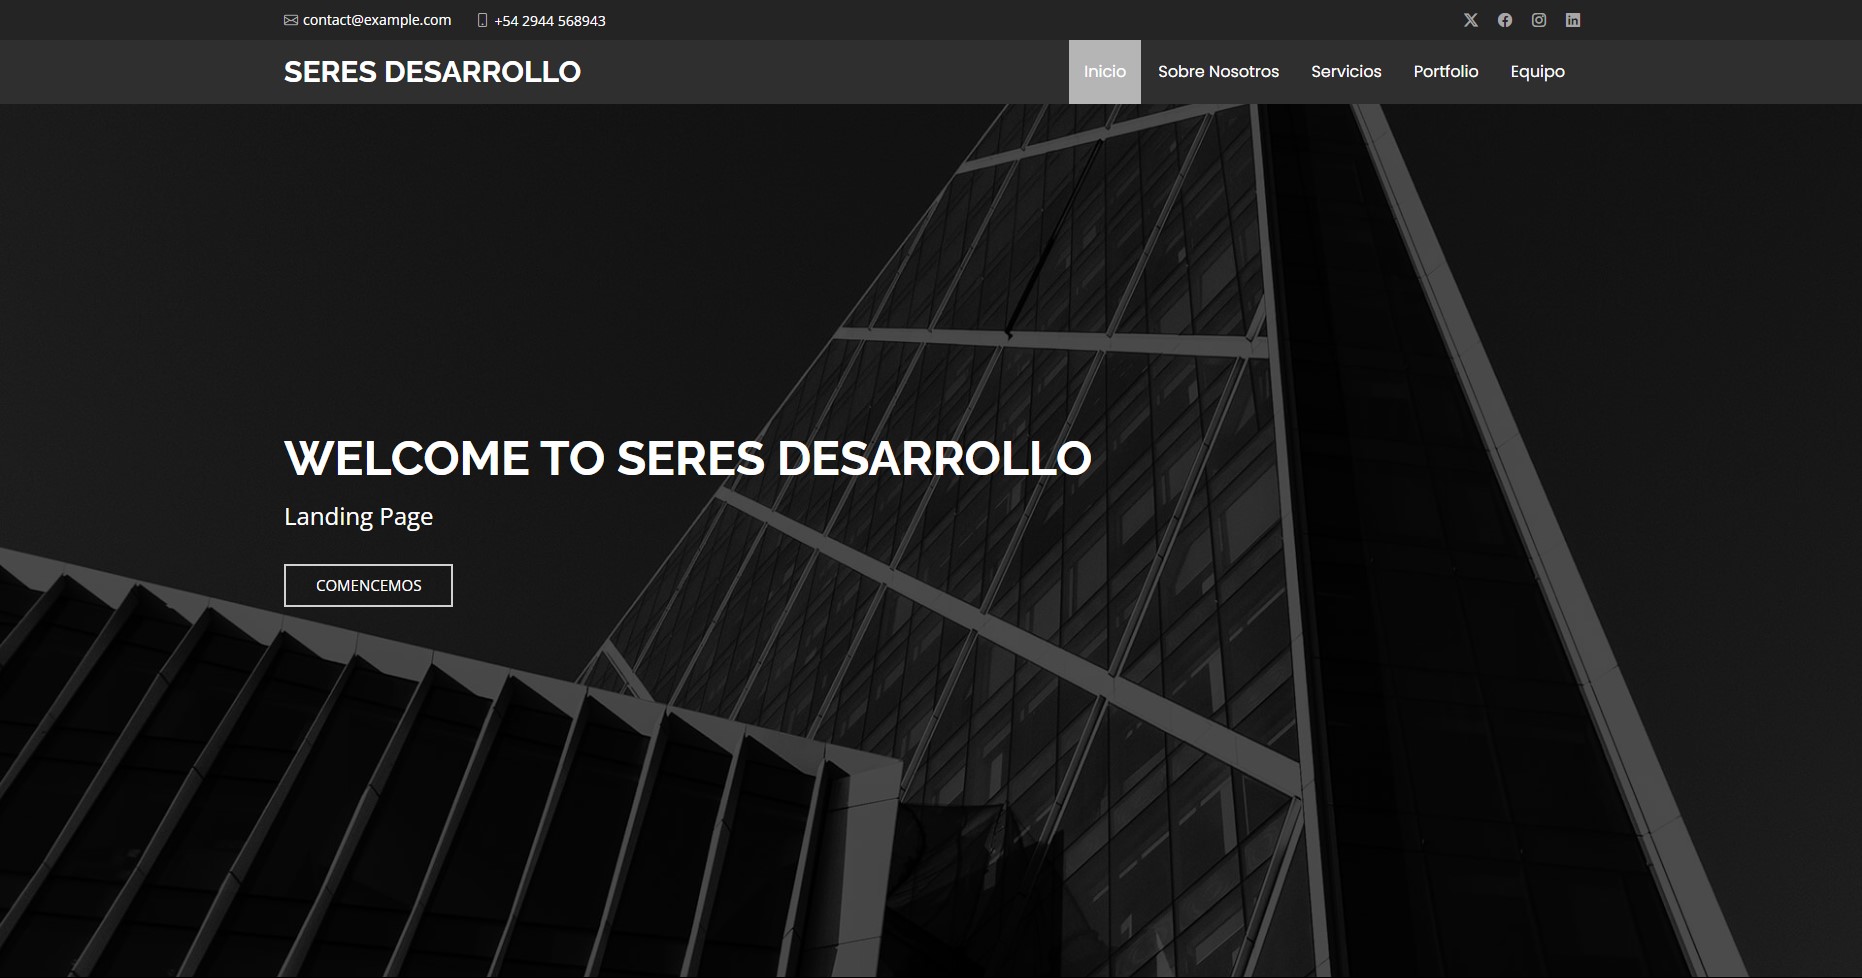 contact@example.com +54 2944 568943
SERES DESARROLLO
Inicio Sobre Nosotros Servicios Portfolio Equipo
WELCOME TO SERES DESARROLLO
Landing Page
COMENCEMOS